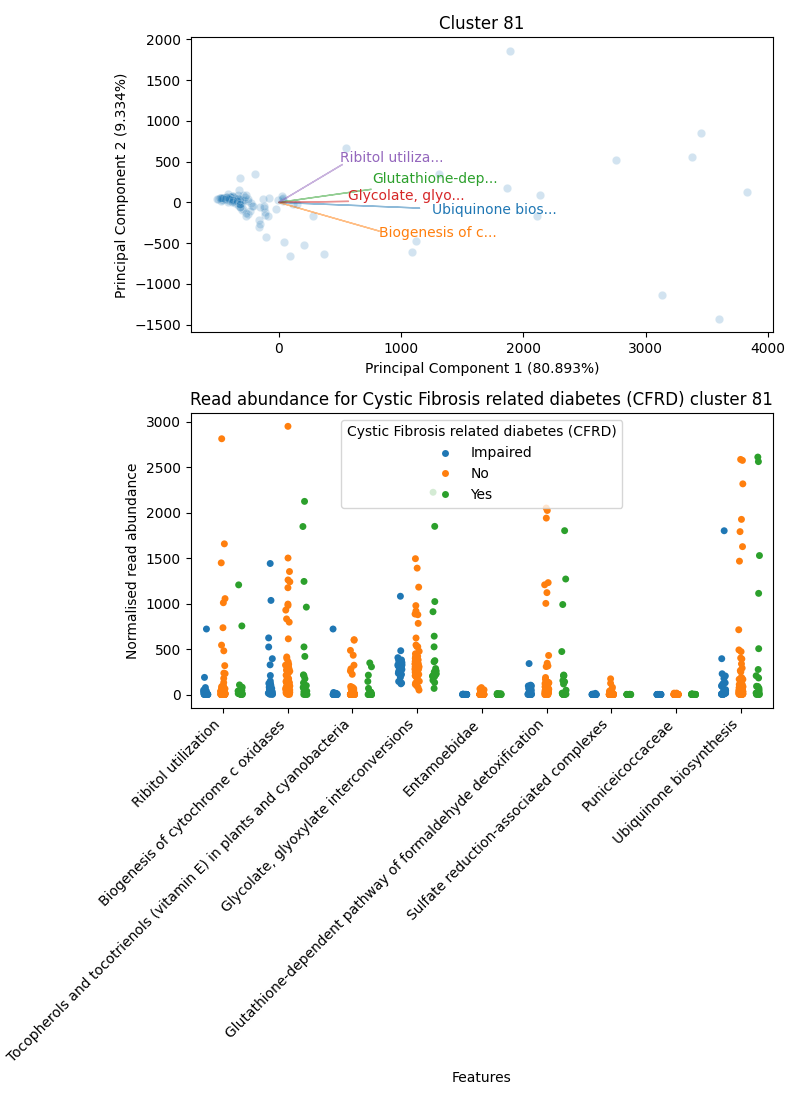 Cluster 81
Principal Component 2 (9.334%)
2000
1500
1000
500
0
−500
−1000
−1500
Ribitol utiliza...
Glutathione-dep...
Glycolate, glyo...
Ubiquinone bios...
Biogenesis of c...
0
1000
2000
3000
4000
Principal Component 1 (80.893%)
Read abundance for Cystic Fibrosis related diabetes (CFRD) cluster 81
Normalised read abundance
3000
2500
2000
1500
1000
500
0
Cystic Fibrosis related diabetes (CFRD)
Impaired
No
Yes
Ribitol utilization
Biogenesis of cytochrome c oxidases
Tocopherols and tocotrienols (vitamin E) in plants and cyanobacteria
Glycolate, glyoxylate interconversions
Entamoebidae
Glutathione-dependent pathway of formaldehyde detoxification
Sulfate reduction-associated complexes
Puniceicoccaceae
Ubiquinone biosynthesis
Features